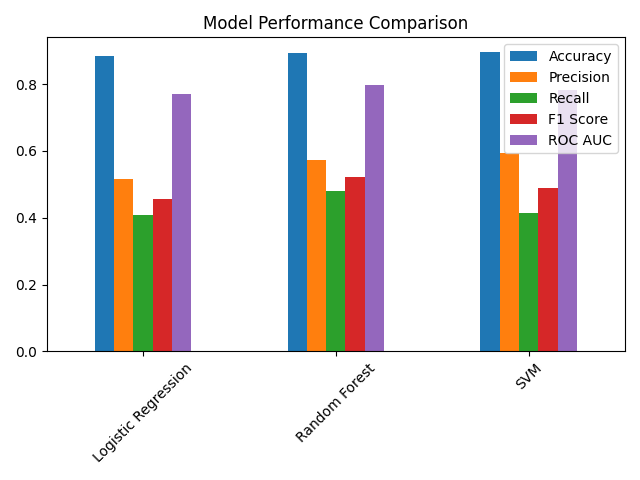 Model Performance Comparison
Accuracy
Precision
Recall
F1 Score
ROC AUC
0.8
0.6
0.4
0.2
0.0
Logistic Regression
Random Forest
SVM